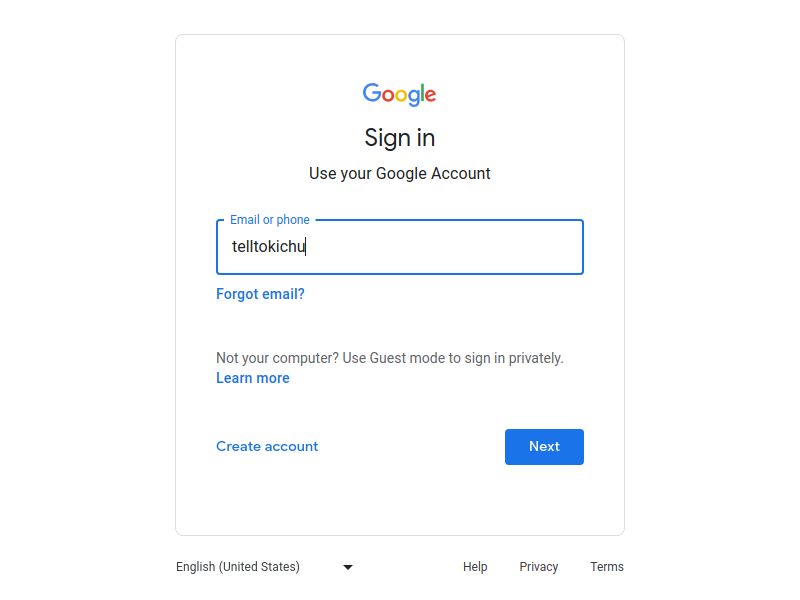 Google
Sign in
Use your Google Account
Email or phone
telltokichu
Forgot email?
Not your computer? Use Guest mode to sign in privately.
Learn more
Create account
Next
English (United States)
Help
Privacy
Terms